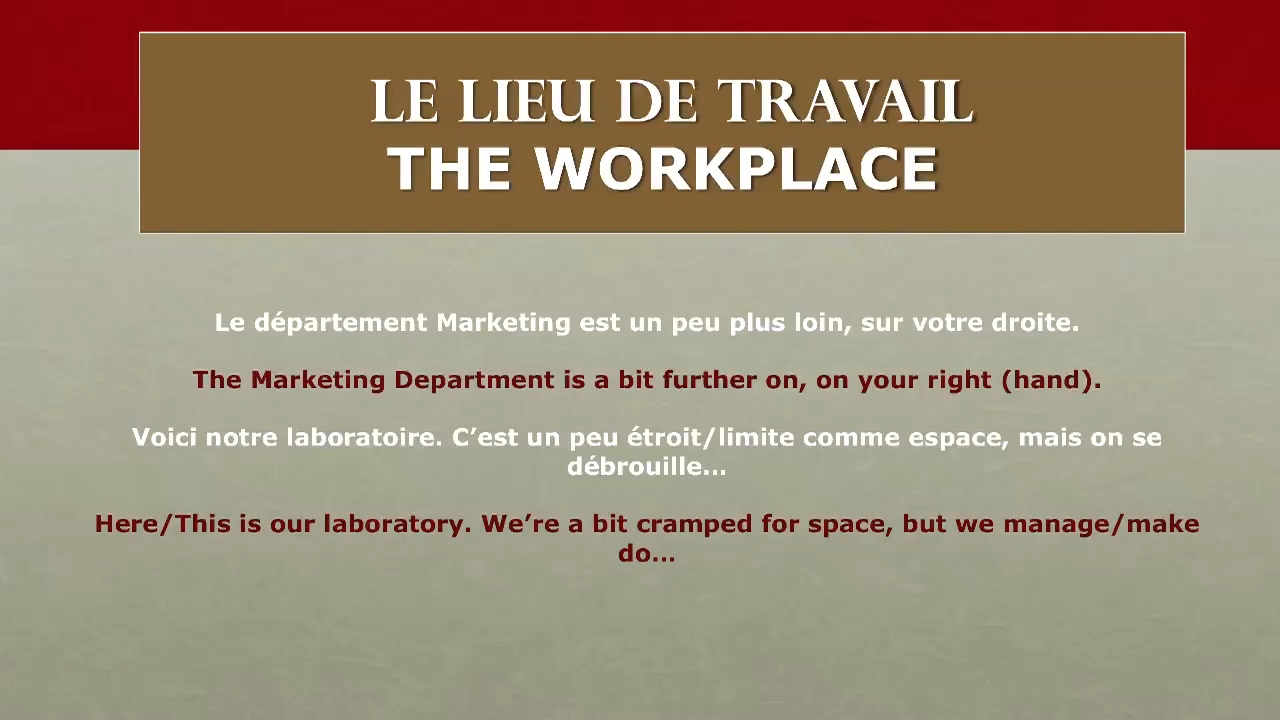 LE LIEU DE TRAVAIL
THE WORKPLACE
Le département Marketing est un peu plus loin, sur votre droite.
The Marketing Department is a bit further on, on your right (hand).
Voici notre laboratoire. C’est un peu étroit/limite comme espace, mais on se
débrouille…
Here/This is our laboratory. We’re a bit cramped for space, but we manage/make
do…